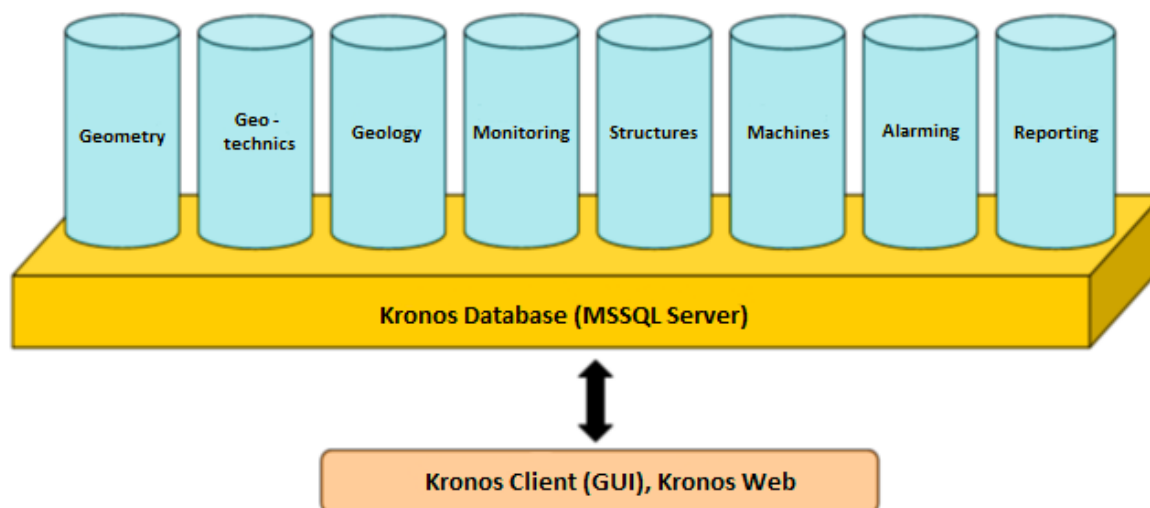 Geometry
Geo -
technics
Geology
Monitoring
Structures
Machines
Alarming
Reporting
Kronos Database (MSSQL Server)
Kronos Client (GUI), Kronos Web